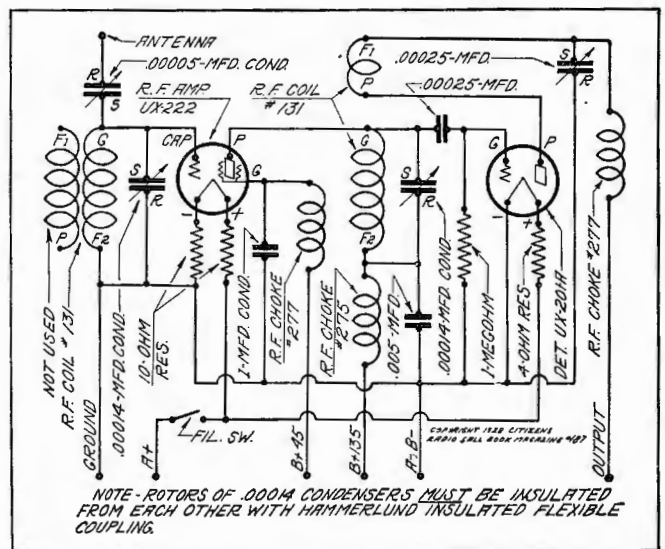 ANTENNA
.00005-MFD. COND.
R
S
R.F. AMP.
UX-222
R.F. COIL
#131
F1
P
.00025-MFD.
.00025-MFD.
S
R
F1
G
CAP
P
G
G
P
S
R
S
R
P
F2
F2
-
+
-
+
NOT USED
R.F. COIL #131
GROUND
.00014-MFD. COND.
10-OHM
RES.
.1-MFD. COND.
R.F. CHOKE
#277
R.F. CHOKE
#275
.005-MFD.
.00014-MFD. COND.
1-MEGOHM
4-OHM RES.
DET. UX-201A
R.F. CHOKE #277
A+
FIL. SW.
B+45
B+135
A-B-
COPYRIGHT 1928 CITIZENS
RADIO CALL BOOK MAGAZINE
OUTPUT
NOTE - ROTORS OF .00014 CONDENSERS MUST BE INSULATED
FROM EACH OTHER WITH HAMMERLUND INSULATED FLEXIBLE
COUPLING.